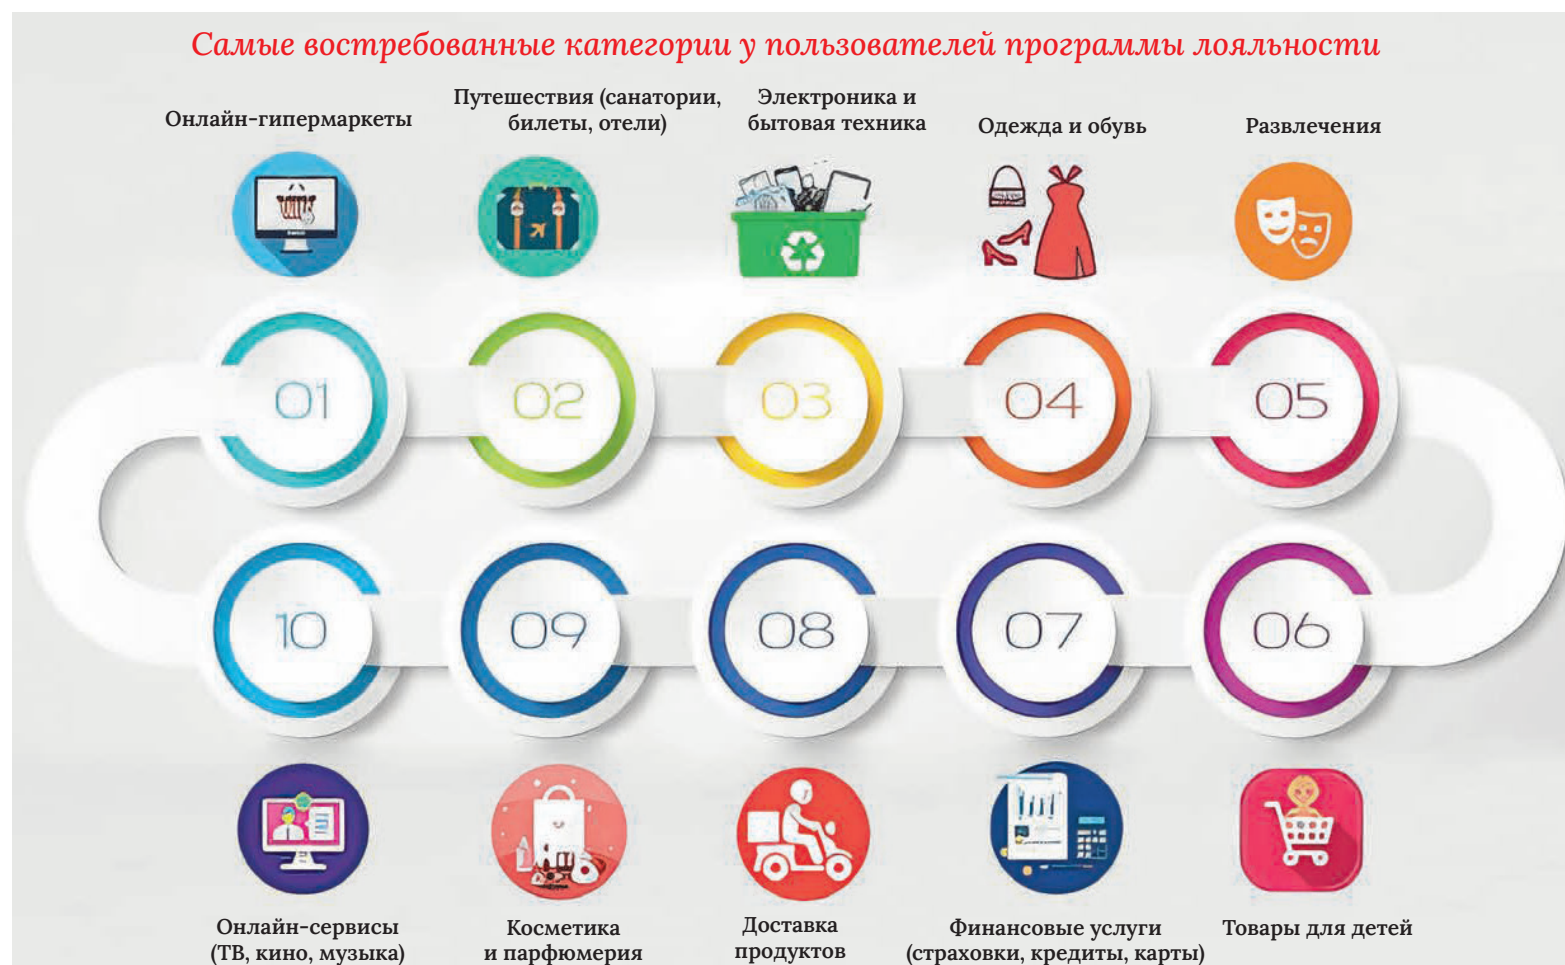 Самые востребованные категории у пользователей программы лояльности
Онлайн-гипермаркеты
Путешествия (санатории,
билеты, отели)
Электроника и
бытовая техника
Одежда и обувь
Развлечения
01
02
03
04
05
10
09
08
07
06
Онлайн-сервисы
(ТВ, кино, музыка)
Косметика
и парфюмерия
Доставка
продуктов
Финансовые услуги
(страховки, кредиты, карты)
Товары для детей